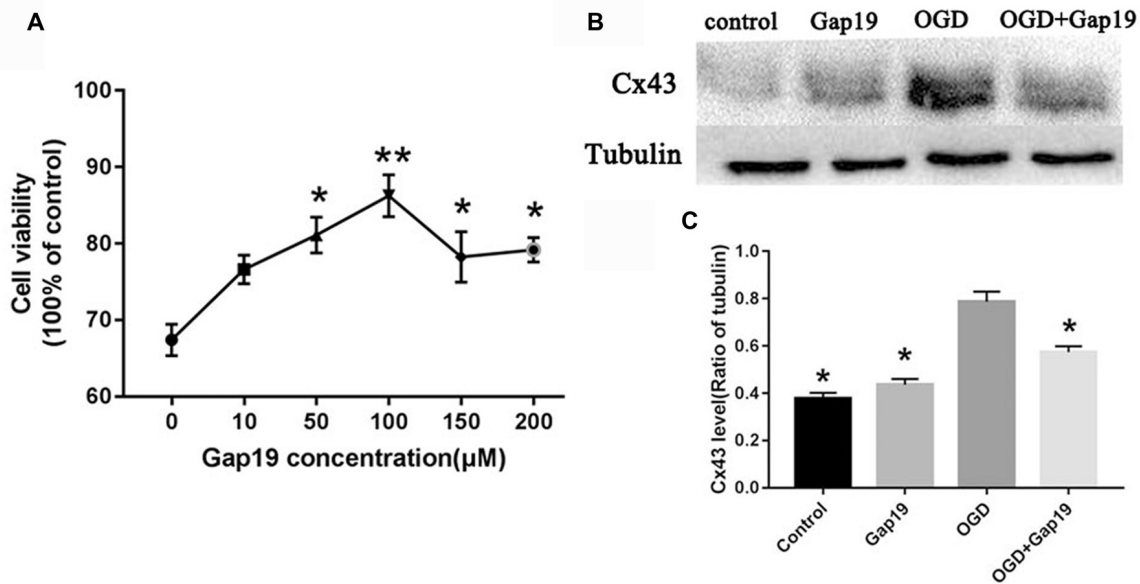 A
Cell viability
(100% of control)
100
90
80
70
60
*
**
*
*
0 10 50 100 150 200
Gap19 concentration(μM)
B
control Gap19 OGD OGD+Gap19
Cx43
Tubulin
C
Cx43 level(Ratio of tubulin)
1.0
0.8
0.6
0.4
0.2
0.0
*
*
*
Control Gap19 OGD OGD+Gap19